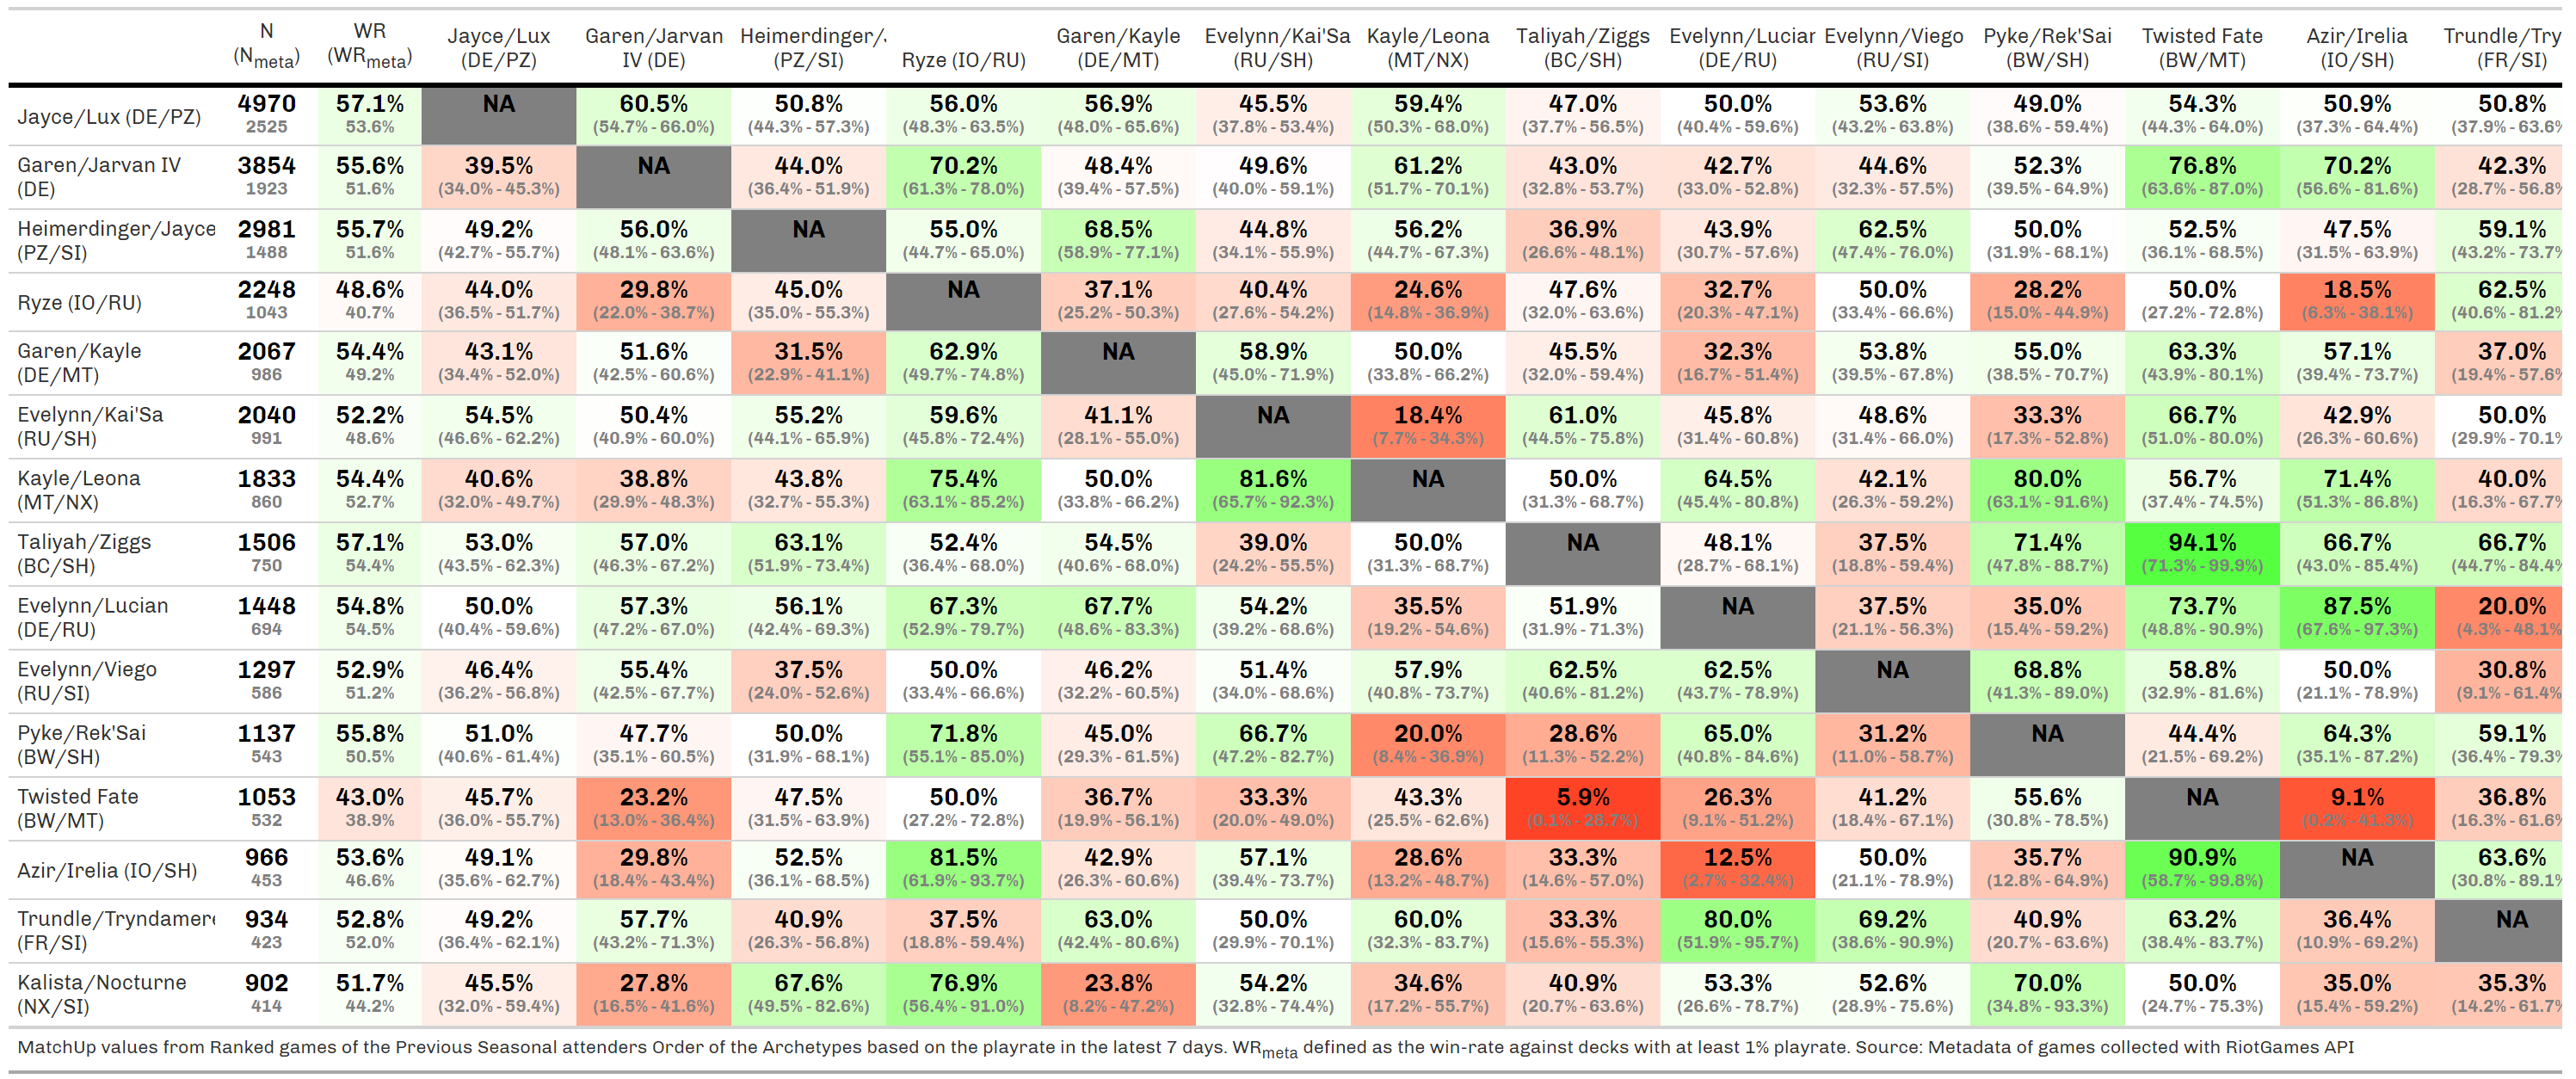 N WR Jayce/Lux Garen/Jarvan Heimerdinger/ Garen/Kayle Evelynn/Kai'Sa Kayle/Leona Taliyah/Ziggs Evelynn/Lucian Evelynn/Viego Pyke/Rek'Sai Twisted Fate Azir/Irelia Trundle/Try
(Nmeta) (WRmeta) (DE/PZ) IV (DE) (PZ/SI) Ryze (IO/RU) (DE/MT) (RU/SH) (MT/NX) (BC/SH) (DE/RU) (RU/SI) (BW/SH) (BW/MT) (IO/SH) (FR/SI)
Jayce/Lux (DE/PZ) 4970 57.1% NA 60.5% 50.8% 56.0% 56.9% 45.5% 59.4% 47.0% 50.0% 53.6% 49.0% 54.3% 50.9% 50.8%
2525 53.6% (54.7% - 66.0%) (44.3% - 57.3%) (48.3% - 63.5%) (48.0% - 65.6%) (37.8% - 53.4%) (50.3% - 68.0%) (37.7% - 56.5%) (40.4% - 59.6%) (43.2% - 63.8%) (38.6% - 59.4%) (44.3% - 64.0%) (37.3% - 64.4%) (37.9% - 63.6%
Garen/Jarvan IV 3854 55.6% 39.5% NA 44.0% 70.2% 48.4% 49.6% 61.2% 43.0% 42.7% 44.6% 52.3% 76.8% 70.2% 42.3%
(DE) 1923 51.6% (34.0% - 45.3%) (36.4% - 51.9%) (61.3% - 78.0%) (39.4% - 57.5%) (40.0% - 59.1%) (51.7% - 70.1%) (32.8% - 53.7%) (33.0% - 52.8%) (32.3% - 57.5%) (39.5% - 64.9%) (63.6% - 87.0%) (56.6% - 81.6%) (28.7% - 56.8%
Heimerdinger/Jayce 2981 55.7% 49.2% 56.0% NA 55.0% 68.5% 44.8% 56.2% 36.9% 43.9% 62.5% 50.0% 52.5% 47.5% 59.1%
(PZ/SI) 1488 51.6% (42.7% - 55.7%) (48.1% - 63.6%) (44.7% - 65.0%) (58.9% - 77.1%) (34.1% - 55.9%) (44.7% - 67.3%) (26.6% - 48.1%) (30.7% - 57.6%) (47.4% - 76.0%) (31.9% - 68.1%) (36.1% - 68.5%) (31.5% - 63.9%) (43.2% - 73.7%
Ryze (IO/RU) 2248 48.6% 44.0% 29.8% 45.0% NA 37.1% 40.4% 24.6% 47.6% 32.7% 50.0% 28.2% 50.0% 18.5% 62.5%
1043 40.7% (36.5% - 51.7%) (22.0% - 38.7%) (35.0% - 55.3%) (25.2% - 50.3%) (27.6% - 54.2%) (14.8% - 36.9%) (32.0% - 63.6%) (20.3% - 47.1%) (33.4% - 66.6%) (15.0% - 44.9%) (27.2% - 72.8%) (6.3% - 38.1%) (40.6% - 81.2%
Garen/Kayle 2067 54.4% 43.1% 51.6% 31.5% 62.9% NA 58.9% 50.0% 45.5% 32.3% 53.8% 55.0% 63.3% 57.1% 37.0%
(DE/MT) 986 49.2% (34.4% - 52.0%) (42.5% - 60.6%) (22.9% - 41.1%) (49.7% - 74.8%) (45.0% - 71.9%) (33.8% - 66.2%) (32.0% - 59.4%) (16.7% - 51.4%) (39.5% - 67.8%) (38.5% - 70.7%) (43.9% - 80.1%) (39.4% - 73.7%) (19.4% - 57.6%
Evelynn/Kai'Sa 2040 52.2% 54.5% 50.4% 55.2% 59.6% 41.1% NA 18.4% 61.0% 45.8% 48.6% 33.3% 66.7% 42.9% 50.0%
(RU/SH) 991 48.6% (46.6% - 62.2%) (40.9% - 60.0%) (44.1% - 65.9%) (45.8% - 72.4%) (28.1% - 55.0%) (7.7% - 34.3%) (44.5% - 75.8%) (31.4% - 60.8%) (31.4% - 66.0%) (17.3% - 52.8%) (51.0% - 80.0%) (26.3% - 60.6%) (29.9% - 70.1%
Kayle/Leona 1833 54.4% 40.6% 38.8% 43.8% 75.4% 50.0% 81.6% NA 50.0% 64.5% 42.1% 80.0% 56.7% 71.4% 40.0%
(MT/NX) 860 52.7% (32.0% - 49.7%) (29.9% - 48.3%) (32.7% - 55.3%) (63.1% - 85.2%) (33.8% - 66.2%) (65.7% - 92.3%) (31.3% - 68.7%) (45.4% - 80.8%) (26.3% - 59.2%) (63.1% - 91.6%) (37.4% - 74.5%) (51.3% - 86.8%) (16.3% - 67.7%
Taliyah/Ziggs 1506 57.1% 53.0% 57.0% 63.1% 52.4% 54.5% 39.0% 50.0% NA 48.1% 37.5% 71.4% 94.1% 66.7% 66.7%
(BC/SH) 750 54.4% (43.5% - 62.3%) (46.3% - 67.2%) (51.9% - 73.4%) (36.4% - 68.0%) (40.6% - 68.0%) (24.2% - 55.5%) (31.3% - 68.7%) (28.7% - 68.1%) (18.8% - 59.4%) (47.8% - 88.7%) (71.3% - 99.9%) (43.0% - 85.4%) (44.7% - 84.4%
Evelynn/Lucian 1448 54.8% 50.0% 57.3% 56.1% 67.3% 67.7% 54.2% 35.5% 51.9% NA 37.5% 35.0% 73.7% 87.5% 20.0%
(DE/RU) 694 54.5% (40.4% - 59.6%) (47.2% - 67.0%) (42.4% - 69.3%) (52.9% - 79.7%) (48.6% - 83.3%) (39.2% - 68.6%) (19.2% - 54.6%) (31.9% - 71.3%) (21.1% - 56.3%) (15.4% - 59.2%) (48.8% - 90.9%) (67.6% - 97.3%) (4.3% - 48.1%
Evelynn/Viego 1297 52.9% 46.4% 55.4% 37.5% 50.0% 46.2% 51.4% 57.9% 62.5% 62.5% NA 68.8% 58.8% 50.0% 30.8%
(RU/SI) 586 51.2% (36.2% - 56.8%) (42.5% - 67.7%) (24.0% - 52.6%) (33.4% - 66.6%) (32.2% - 60.5%) (34.0% - 68.6%) (40.8% - 73.7%) (40.6% - 81.2%) (43.7% - 78.9%) (41.3% - 89.0%) (32.9% - 81.6%) (21.1% - 78.9%) (9.1% - 61.4%
Pyke/Rek'Sai 1137 55.8% 51.0% 47.7% 50.0% 71.8% 45.0% 66.7% 20.0% 28.6% 65.0% 31.2% NA 44.4% 64.3% 59.1%
(BW/SH) 543 50.5% (40.6% - 61.4%) (35.1% - 60.5%) (31.9% - 68.1%) (55.1% - 85.0%) (29.3% - 61.5%) (47.2% - 82.7%) (8.4% - 36.9%) (11.3% - 52.2%) (40.8% - 84.6%) (11.0% - 58.7%) (21.5% - 69.2%) (35.1% - 87.2%) (36.4% - 79.3%
Twisted Fate 1053 43.0% 45.7% 23.2% 47.5% 50.0% 36.7% 33.3% 43.3% 5.9% 26.3% 41.2% 55.6% NA 9.1% 36.8%
(BW/MT) 532 38.9% (36.0% - 55.7%) (13.0% - 36.4%) (31.5% - 63.9%) (27.2% - 72.8%) (19.9% - 56.1%) (20.0% - 49.0%) (25.5% - 62.6%) (0.1% - 28.7%) (9.1% - 51.2%) (18.4% - 67.1%) (30.8% - 78.5%) (0.2% - 41.3%) (16.3% - 61.6%
Azir/Irelia (IO/SH) 966 53.6% 49.1% 29.8% 52.5% 81.5% 42.9% 57.1% 28.6% 33.3% 12.5% 50.0% 35.7% 90.9% NA 63.6%
453 46.6% (35.6% - 62.7%) (18.4% - 43.4%) (36.1% - 68.5%) (61.9% - 93.7%) (26.3% - 60.6%) (39.4% - 73.7%) (13.2% - 48.7%) (14.6% - 57.0%) (2.7% - 32.4%) (21.1% - 78.9%) (12.8% - 64.9%) (58.7% - 99.8%) (30.8% - 89.1%
Trundle/Tryndamere 934 52.8% 49.2% 57.7% 40.9% 37.5% 63.0% 50.0% 60.0% 33.3% 80.0% 69.2% 40.9% 63.2% 36.4% NA
(FR/SI) 423 52.0% (36.4% - 62.1%) (43.2% - 71.3%) (26.3% - 56.8%) (18.8% - 59.4%) (42.4% - 80.6%) (29.9% - 70.1%) (32.3% - 83.7%) (15.6% - 55.3%) (51.9% - 95.7%) (38.6% - 90.9%) (20.7% - 63.6%) (38.4% - 83.7%) (10.9% - 69.2%)
Kalista/Nocturne 902 51.7% 45.5% 27.8% 67.6% 76.9% 23.8% 54.2% 34.6% 40.9% 53.3% 52.6% 70.0% 50.0% 35.0% 35.3%
(NX/SI) 414 44.2% (32.0% - 59.4%) (16.5% - 41.6%) (49.5% - 82.6%) (56.4% - 91.0%) (8.2% - 47.2%) (32.8% - 74.4%) (17.2% - 55.7%) (20.7% - 63.6%) (26.6% - 78.7%) (28.9% - 75.6%) (34.8% - 93.3%) (24.7% - 75.3%) (15.4% - 59.2%) (14.2% - 61.7%
MatchUp values from Ranked games of the Previous Seasonal attenders Order of the Archetypes based on the playrate in the latest 7 days. WRmeta defined as the win-rate against decks with at least 1% playrate. Source: Metadata of games collected with RiotGames API